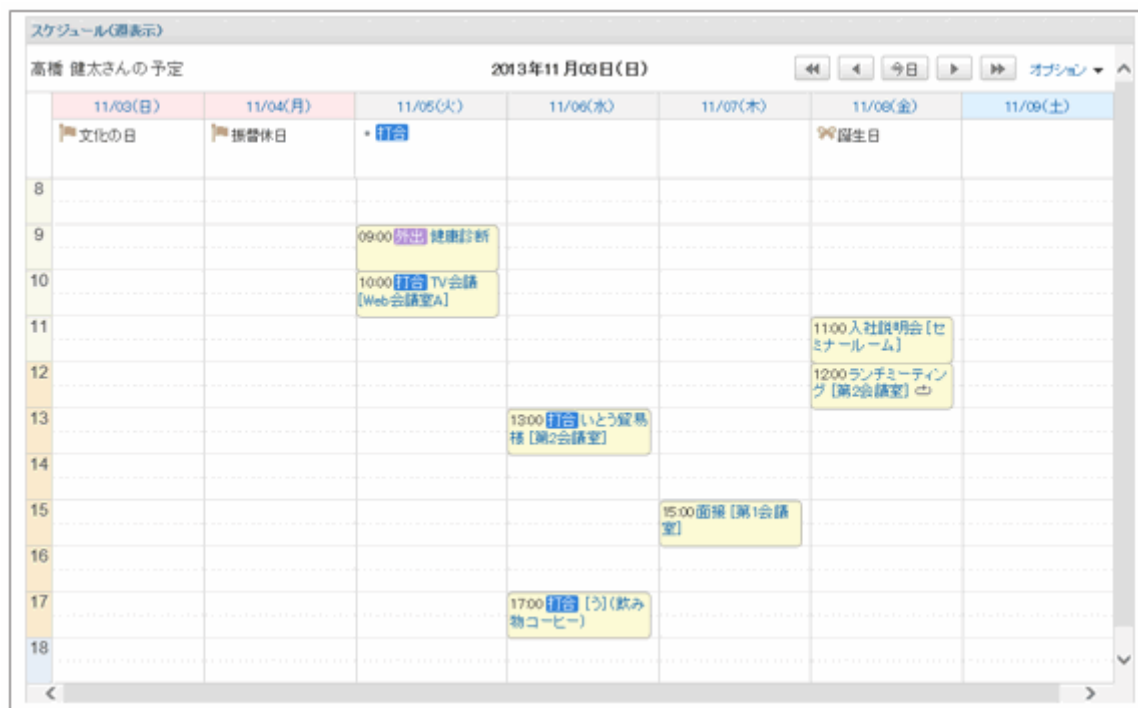 スケジュール(週表示)
高橋 健太さんの予定 2013年11月03日(日) 今日 オプション
11/03(日) 11/04(月) 11/05(火) 11/06(水) 11/07(木) 11/08(金) 11/09(土)
文化の日 振替休日 打合 誕生日
8
9
09:00 外出 健康診断
10
10:00 打合 TV会議
[Web会議室A]
11
11:00 入社説明会 [セ
ミナールーム]
12
12:00 ランチミーティン
グ [第2会議室]
13
13:00 打合 いとう貿易
様 [第2会議室]
14
15
15:00 面接 [第1会議
室]
16
17
17:00 打合 [う](飲み
物コーヒー)
18